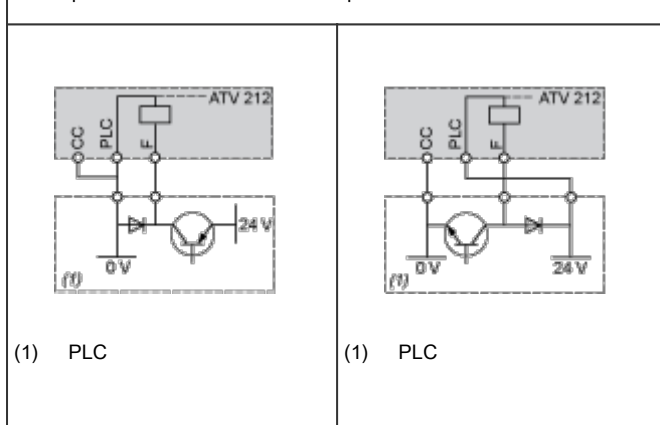 ATV 212
CC
PLC
F
24 V
0 V
(1)
(1) PLC
ATV 212
CC
PLC
F
0 V
24 V
(1)
(1) PLC